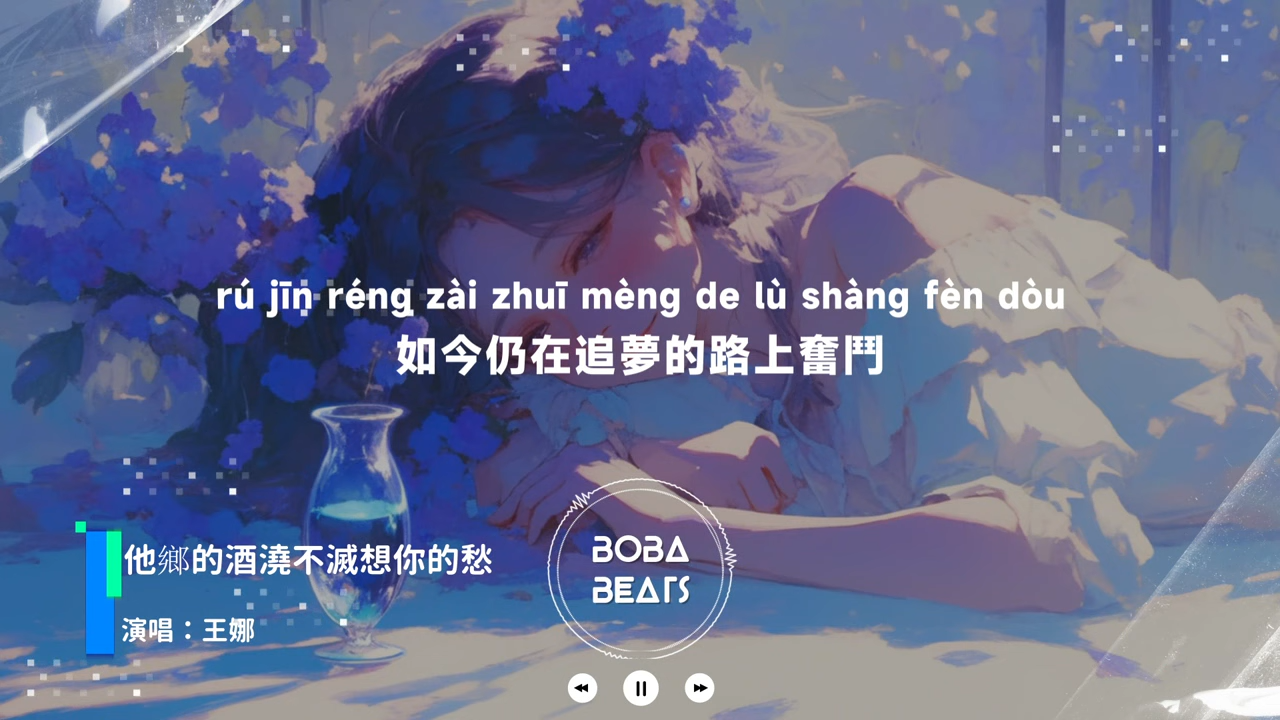 rú jīn réng zài zhuī mèng de lù shàng fèn dòu
如今仍在追夢的路上奮鬥
他鄉的酒澆不滅想你的愁
演唱：王娜
BOBA
BEATS